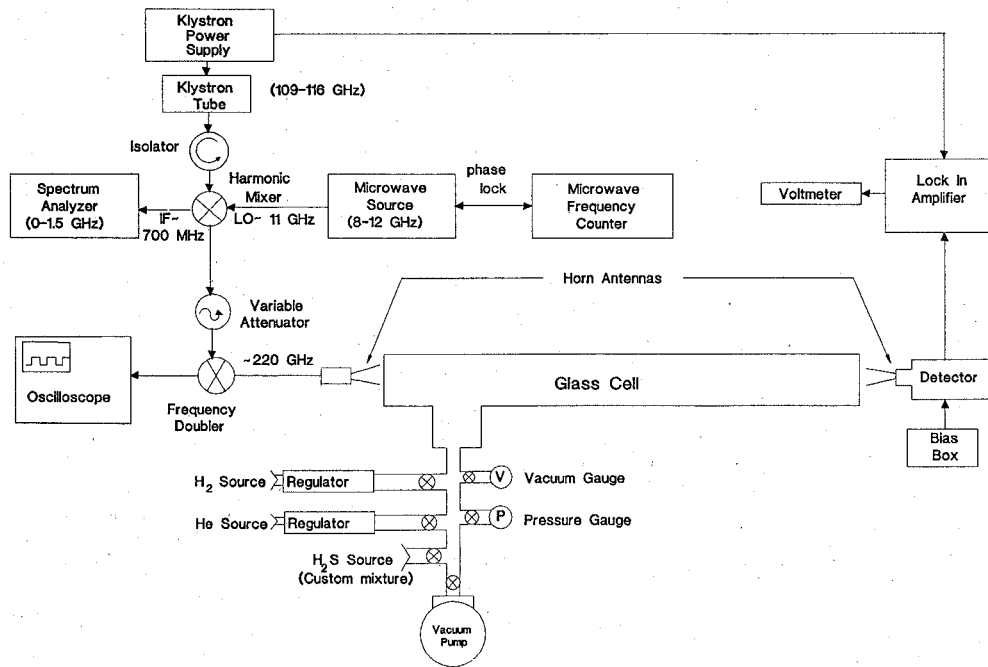 Klystron
Power
Supply
Klystron
Tube
(109-116 GHz)
Isolator
Harmonic
Mixer
Spectrum
Analyzer
(0-1.5 GHz)
IF~
700 MHz
LO~ 11 GHz
Microwave
Source
(8-12 GHz)
phase
lock
Microwave
Frequency
Counter
Voltmeter
Lock In
Amplifier
Variable
Attenuator
Horn Antennas
Oscilloscope
~220 GHz
Frequency
Doubler
Glass Cell
Detector
Bias
Box
H2 Source
Regulator
V
Vacuum Gauge
He Source
Regulator
P
Pressure Gauge
H2S Source
(Custom mixture)
Vacuum
Pump